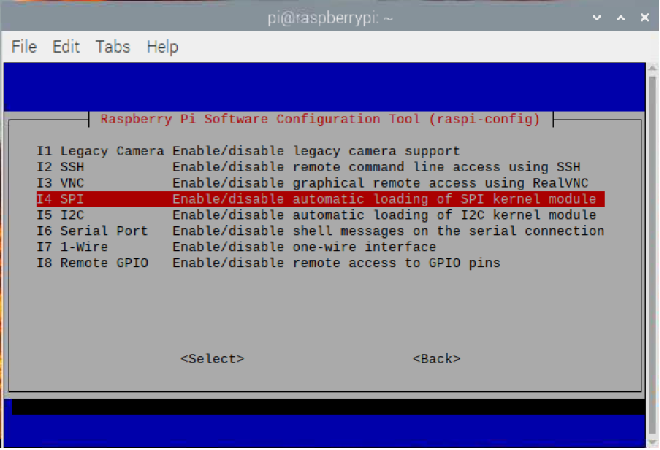 pi@raspberrypi: ~
File Edit Tabs Help
Raspberry Pi Software Configuration Tool (raspi-config)
I1 Legacy Camera Enable/disable legacy camera support
I2 SSH Enable/disable remote command line access using SSH
I3 VNC Enable/disable graphical remote access using RealVNC
I4 SPI Enable/disable automatic loading of SPI kernel module
I5 I2C Enable/disable automatic loading of I2C kernel module
I6 Serial Port Enable/disable shell messages on the serial connection
I7 1-Wire Enable/disable one-wire interface
I8 Remote GPIO Enable/disable remote access to GPIO pins
<Select> <Back>